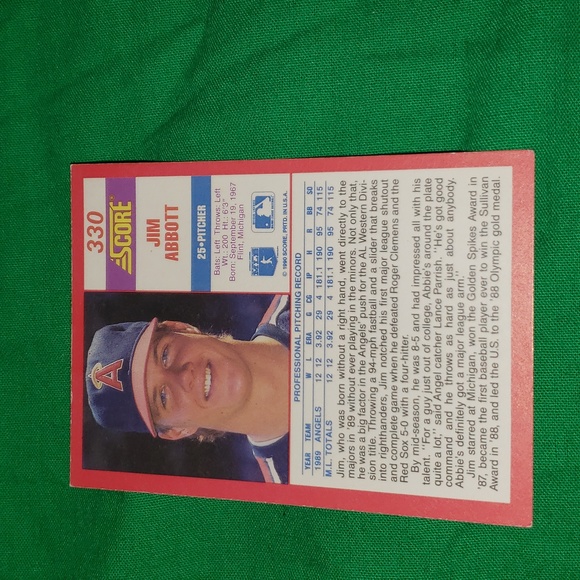 330
SCORE
JIM
ABBOTT
25•PITCHER
Bats: Left Throws: Left
Wt: 200 Ht: 6'3"
Born: September 19, 1967
Flint, Michigan
© 1990 SCORE, PRTD. IN U.S.A.
A
PROFESSIONAL PITCHING RECORD
YEAR TEAM W L ERA G CG IP H R BB SO
1989 ANGELS 12 12 3.92 29 4 181.1 190 95 74 115
M.L. TOTALS 12 12 3.92 29 4 181.1 190 95 74 115
Jim, who was born without a right hand, went directly to the
majors in '89 without ever playing in the minors. Not only that,
he was a big factor in the Angels' push for the AL Western Divi-
sion title. Throwing a 94-mph fastball and a slider that breaks
into righthanders, Jim notched his first major league shutout
and complete game when he defeated Roger Clemens and the
Red Sox 5-0 with a four-hitter.
By mid-season, he was 8-5 and had impressed all with his
talent. "For a guy just out of college, Abbie's around the plate
quite a lot," said Angel catcher Lance Parrish. "He's got good
command and he throws as hard as just about anybody.
Abbie's definitely got a major league arm."
Jim starred at Michigan, won the Golden Spikes Award in
'87, became the first baseball player ever to win the Sullivan
Award in '88, and led the U.S. to the '88 Olympic gold medal.